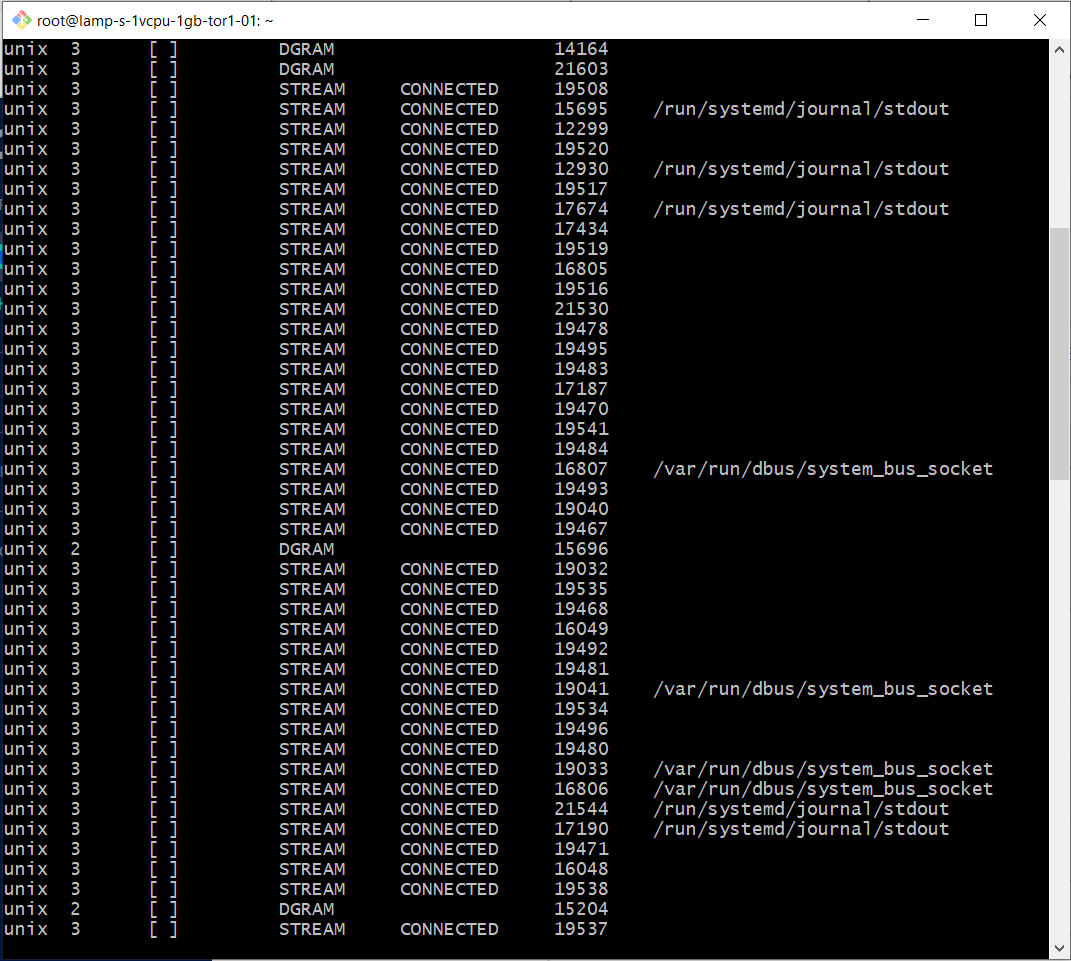 root@lamp-s-1vcpu-1gb-tor1-01: ~
unix 3 [ ] DGRAM 14164
unix 3 [ ] DGRAM 21603
unix 3 [ ] STREAM CONNECTED 19508
unix 3 [ ] STREAM CONNECTED 15695 /run/systemd/journal/stdout
unix 3 [ ] STREAM CONNECTED 12299
unix 3 [ ] STREAM CONNECTED 19520
unix 3 [ ] STREAM CONNECTED 12930 /run/systemd/journal/stdout
unix 3 [ ] STREAM CONNECTED 19517
unix 3 [ ] STREAM CONNECTED 17674 /run/systemd/journal/stdout
unix 3 [ ] STREAM CONNECTED 17434
unix 3 [ ] STREAM CONNECTED 19519
unix 3 [ ] STREAM CONNECTED 16805
unix 3 [ ] STREAM CONNECTED 19516
unix 3 [ ] STREAM CONNECTED 21530
unix 3 [ ] STREAM CONNECTED 19478
unix 3 [ ] STREAM CONNECTED 19495
unix 3 [ ] STREAM CONNECTED 19483
unix 3 [ ] STREAM CONNECTED 17187
unix 3 [ ] STREAM CONNECTED 19470
unix 3 [ ] STREAM CONNECTED 19541
unix 3 [ ] STREAM CONNECTED 19484
unix 3 [ ] STREAM CONNECTED 16807 /var/run/dbus/system_bus_socket
unix 3 [ ] STREAM CONNECTED 19493
unix 3 [ ] STREAM CONNECTED 19040
unix 3 [ ] STREAM CONNECTED 19467
unix 2 [ ] DGRAM 15696
unix 3 [ ] STREAM CONNECTED 19032
unix 3 [ ] STREAM CONNECTED 19535
unix 3 [ ] STREAM CONNECTED 19468
unix 3 [ ] STREAM CONNECTED 16049
unix 3 [ ] STREAM CONNECTED 19492
unix 3 [ ] STREAM CONNECTED 19481
unix 3 [ ] STREAM CONNECTED 19041 /var/run/dbus/system_bus_socket
unix 3 [ ] STREAM CONNECTED 19534
unix 3 [ ] STREAM CONNECTED 19496
unix 3 [ ] STREAM CONNECTED 19480
unix 3 [ ] STREAM CONNECTED 19033 /var/run/dbus/system_bus_socket
unix 3 [ ] STREAM CONNECTED 16806 /var/run/dbus/system_bus_socket
unix 3 [ ] STREAM CONNECTED 21544 /run/systemd/journal/stdout
unix 3 [ ] STREAM CONNECTED 17190 /run/systemd/journal/stdout
unix 3 [ ] STREAM CONNECTED 19471
unix 3 [ ] STREAM CONNECTED 16048
unix 3 [ ] STREAM CONNECTED 19538
unix 2 [ ] DGRAM 15204
unix 3 [ ] STREAM CONNECTED 19537